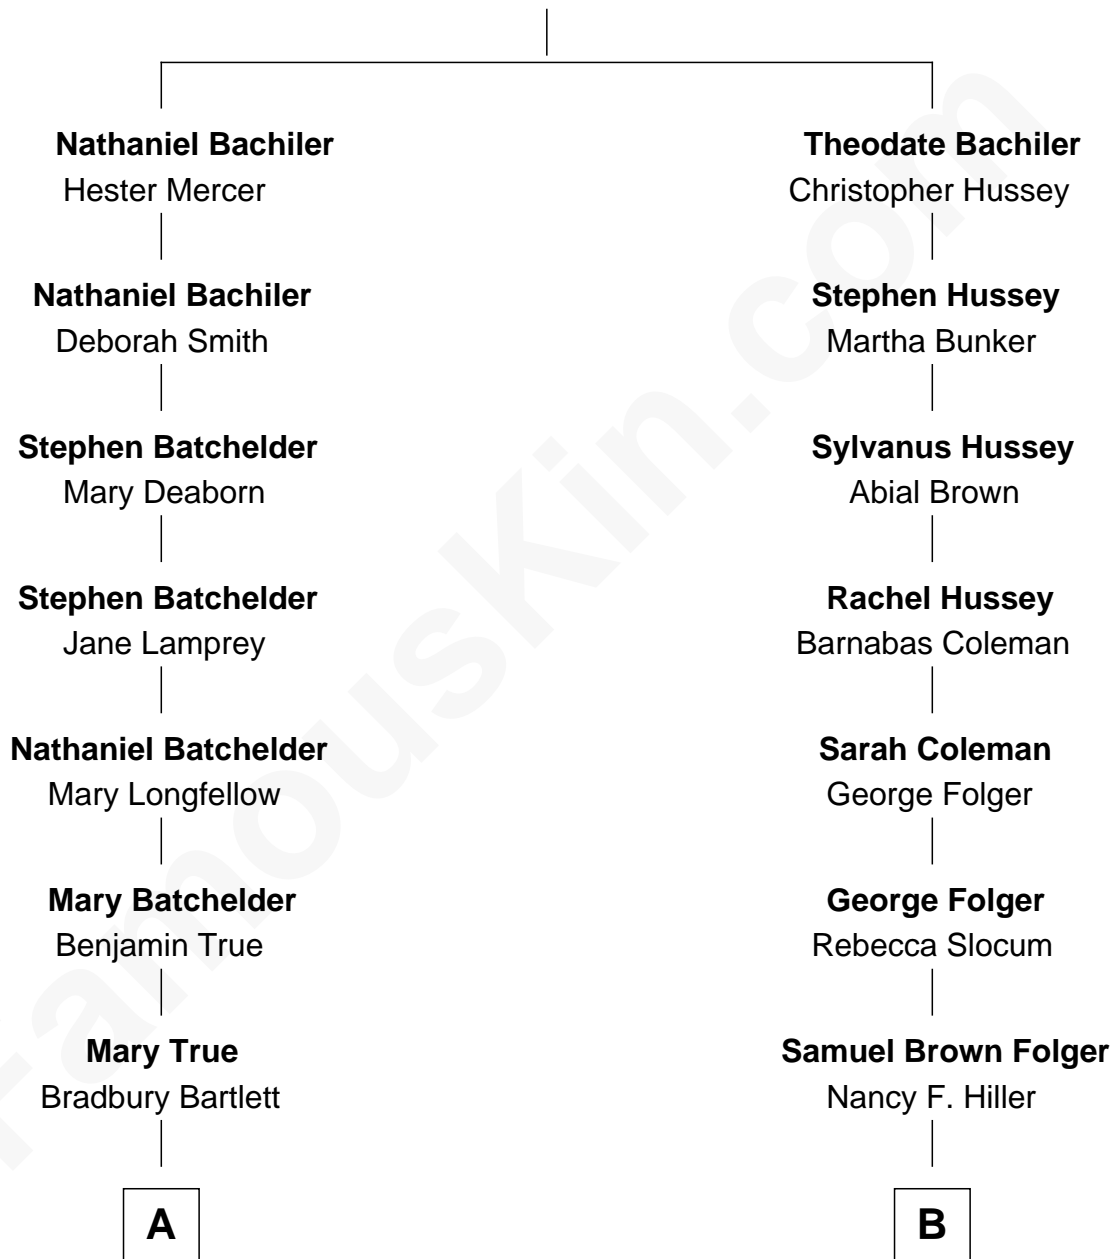 Nathaniel Bachiler
Hester Mercer
Nathaniel Bachiler
Deborah Smith
Stephen Batchelder
Mary Deaborn
Stephen Batchelder
Jane Lamprey
Nathaniel Batchelder
Mary Longfellow
Mary Batchelder
Benjamin True
Mary True
Bradbury Bartlett
A
Theodate Bachiler
Christopher Hussey
Stephen Hussey
Martha Bunker
Sylvanus Hussey
Abial Brown
Rachel Hussey
Barnabas Coleman
Sarah Coleman
George Folger
George Folger
Rebecca Slocum
Samuel Brown Folger
Nancy F. Hiller
B
FamousKin.com